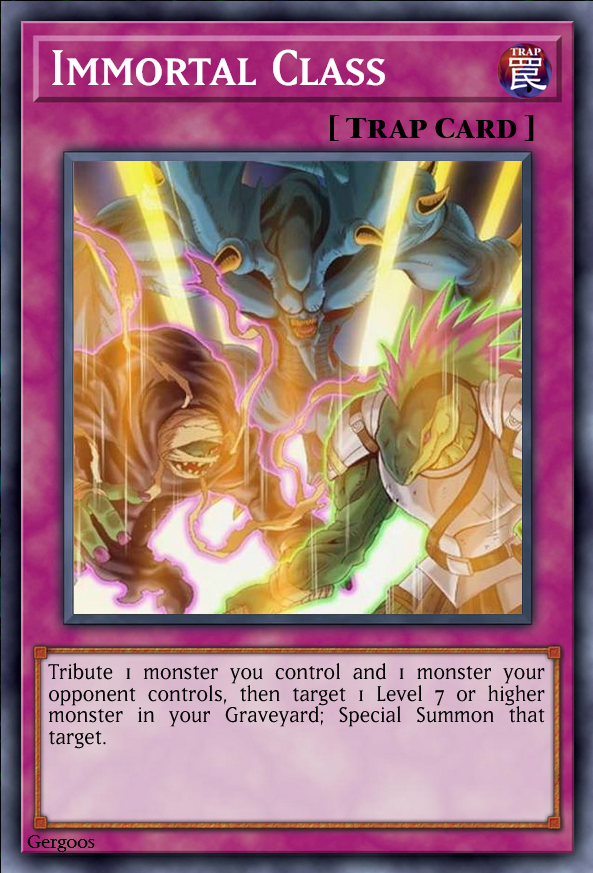 Immortal Class
TRAP
罠
[ Trap Card ]
Tribute 1 monster you control and 1 monster your
opponent controls, then target 1 Level 7 or higher
monster in your Graveyard; Special Summon that
target.
Gergoos